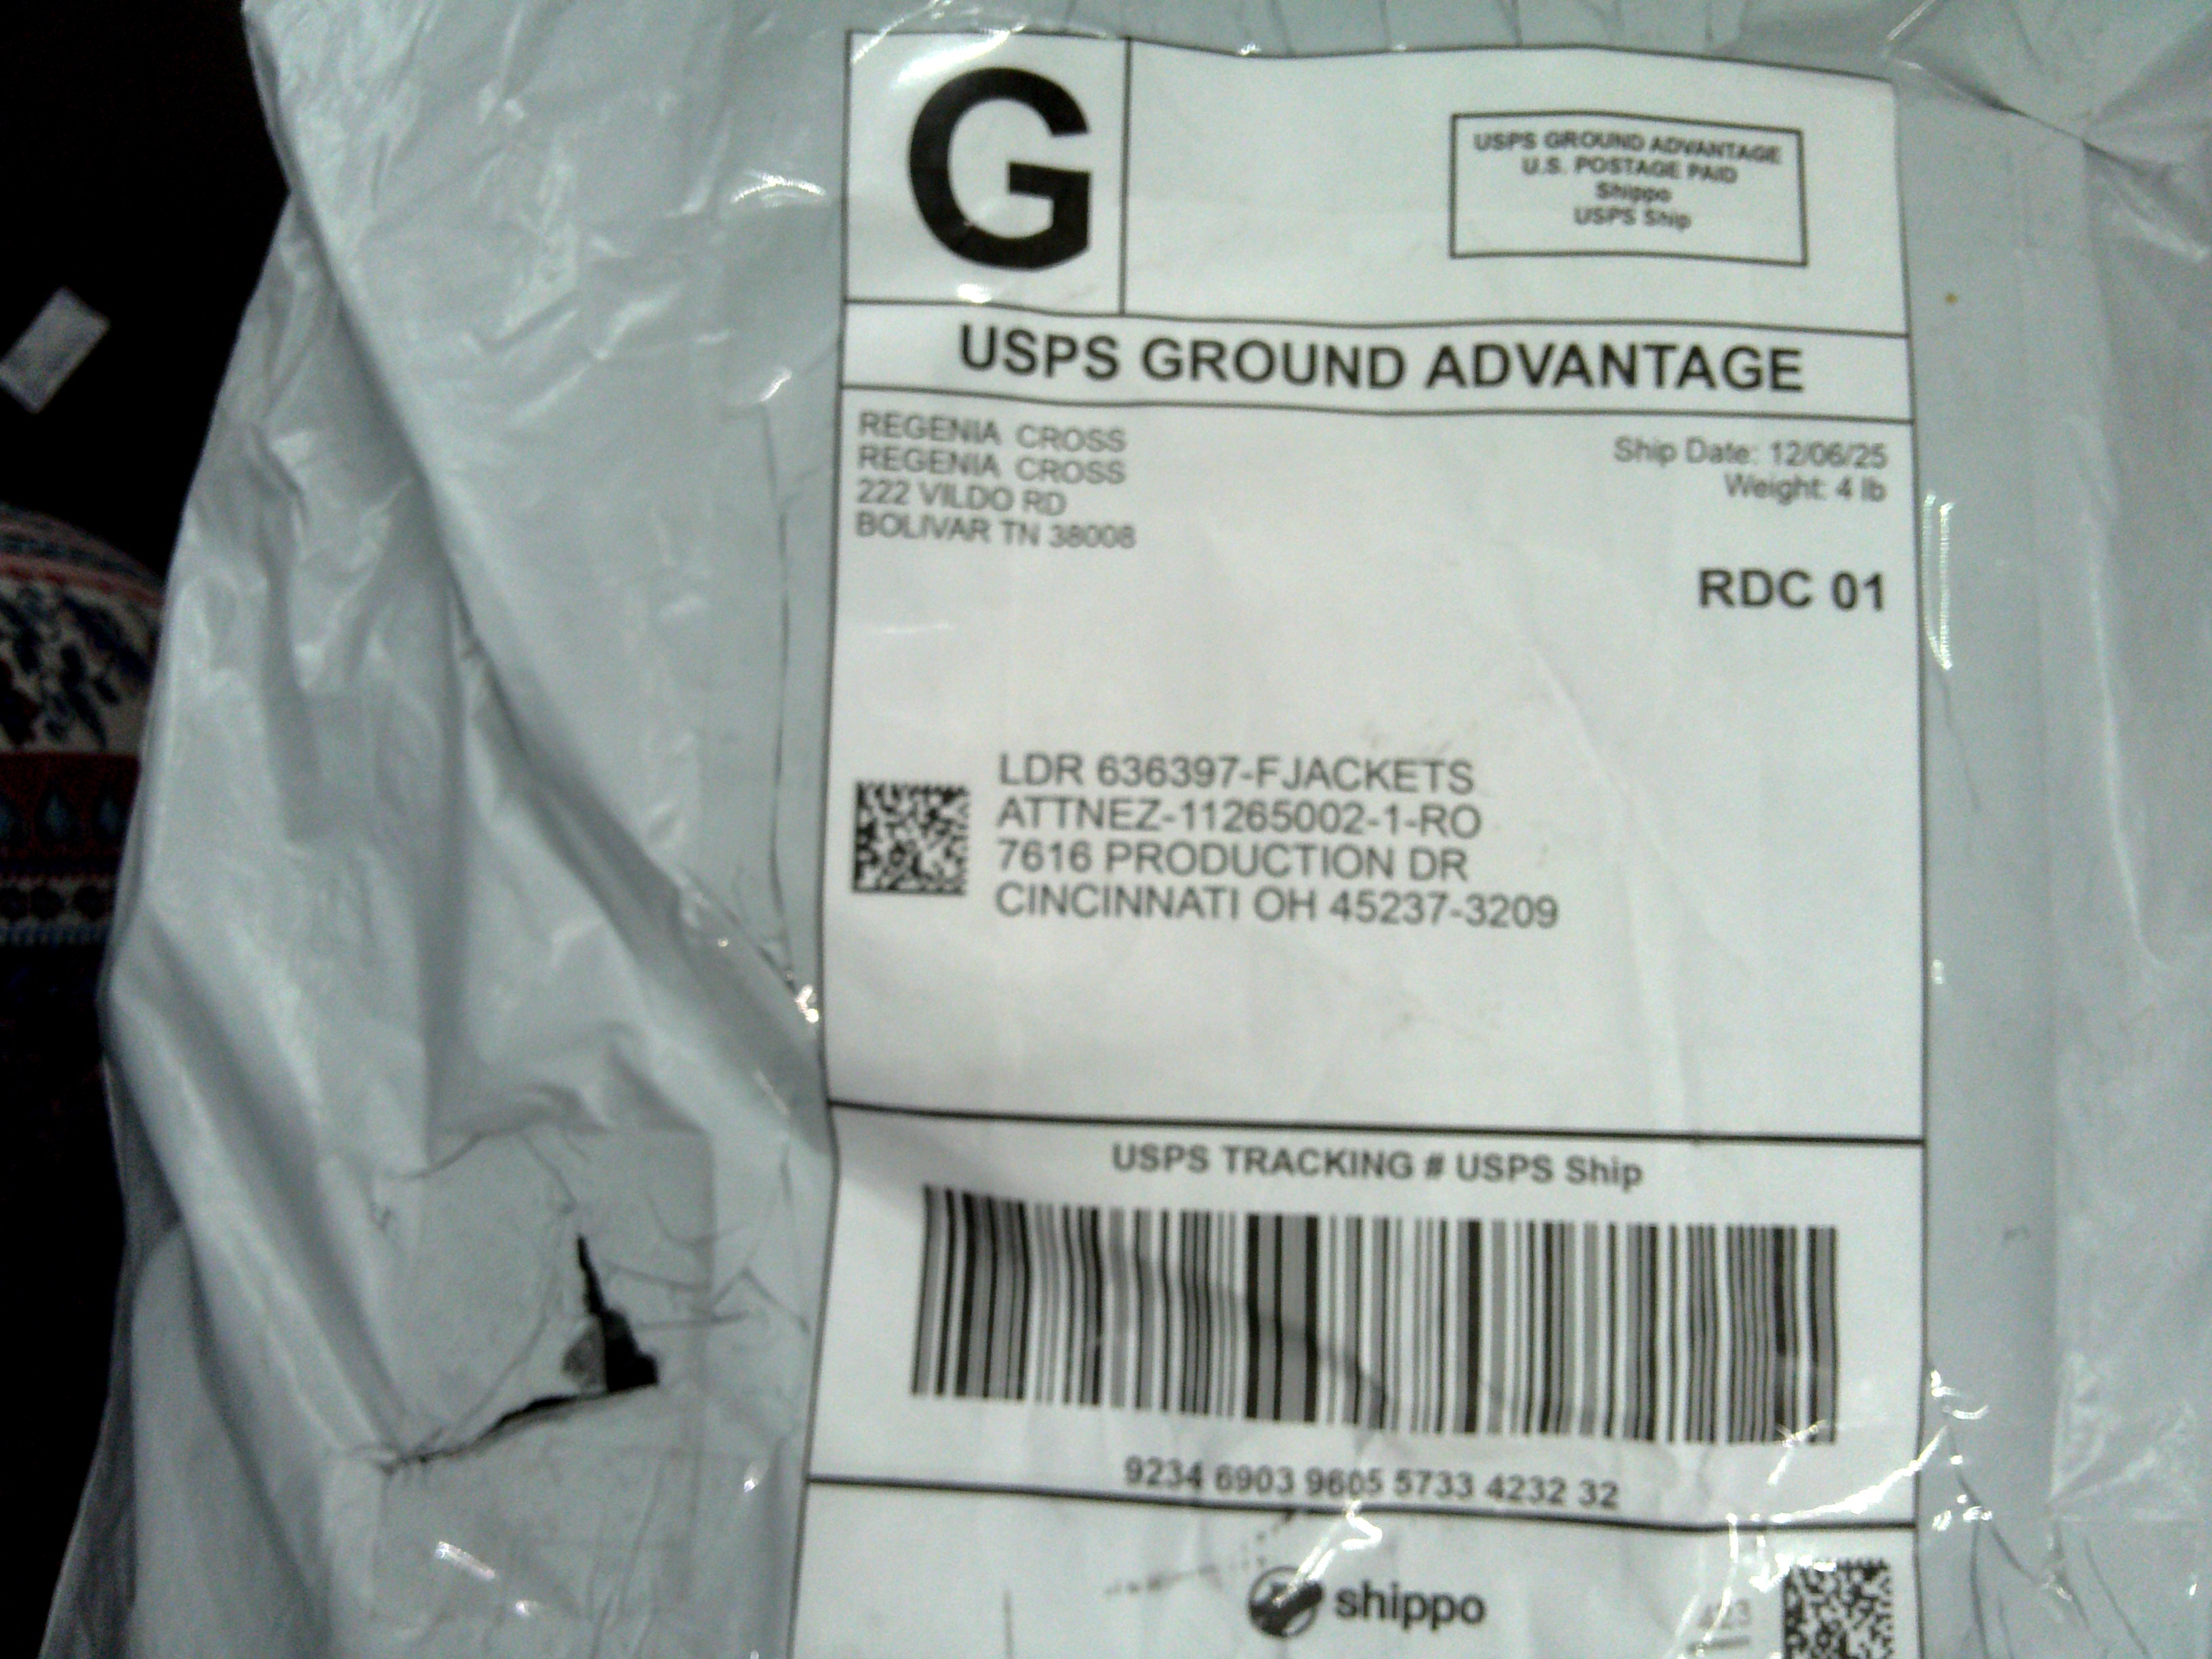 G
USPS GROUND ADVANTAGE
U.S. POSTAGE PAID
Shippo
USPS Ship
USPS GROUND ADVANTAGE
REGENIA CROSS
REGENIA CROSS
222 VILDO RD
BOLIVAR TN 38008
Ship Date: 12/06/25
Weight: 4 lb
RDC 01
LDR 636397-FJACKETS
ATTNEZ-11265002-1-RO
7616 PRODUCTION DR
CINCINNATI OH 45237-3209
USPS TRACKING # USPS Ship
9234 6903 9605 5733 4232 32
shippo